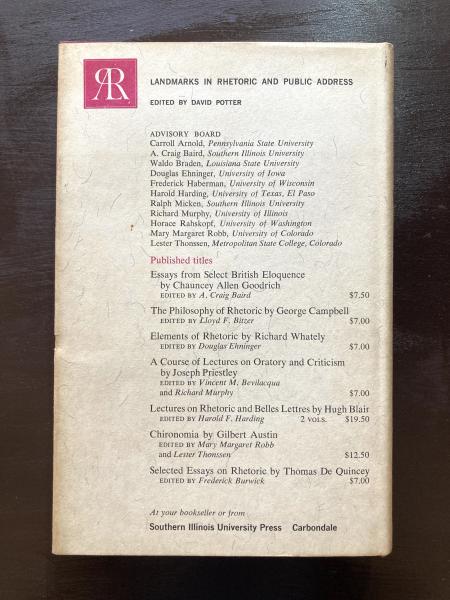 R
LANDMARKS IN RHETORIC AND PUBLIC ADDRESS
EDITED BY DAVID POTTER
ADVISORY BOARD
Carroll Arnold, Pennsylvania State University
A. Craig Baird, Southern Illinois University
Waldo Braden, Louisiana State University
Douglas Ehninger, University of Iowa
Frederick Haberman, University of Wisconsin
Harold Harding, University of Texas, El Paso
Ralph Micken, Southern Illinois University
Richard Murphy, University of Illinois
Horace Rahskopf, University of Washington
Mary Margaret Robb, University of Colorado
Lester Thonssen, Metropolitan State College, Colorado
Published titles
Essays from Select British Eloquence
by Chauncey Allen Goodrich
EDITED BY A. Craig Baird $7.50
The Philosophy of Rhetoric by George Campbell
EDITED BY Lloyd F. Bitzer $7.00
Elements of Rhetoric by Richard Whately
EDITED BY Douglas Ehninger $7.00
A Course of Lectures on Oratory and Criticism
by Joseph Priestley
EDITED BY Vincent M. Bevilacqua
and Richard Murphy $7.00
Lectures on Rhetoric and Belles Lettres by Hugh Blair
EDITED BY Harold F. Harding 2 VOLS. $19.50
Chironomia by Gilbert Austin
EDITED BY Mary Margaret Robb
and Lester Thonssen $12.50
Selected Essays on Rhetoric by Thomas De Quincey
EDITED BY Frederick Burwick $7.00
At your bookseller or from
Southern Illinois University Press Carbondale